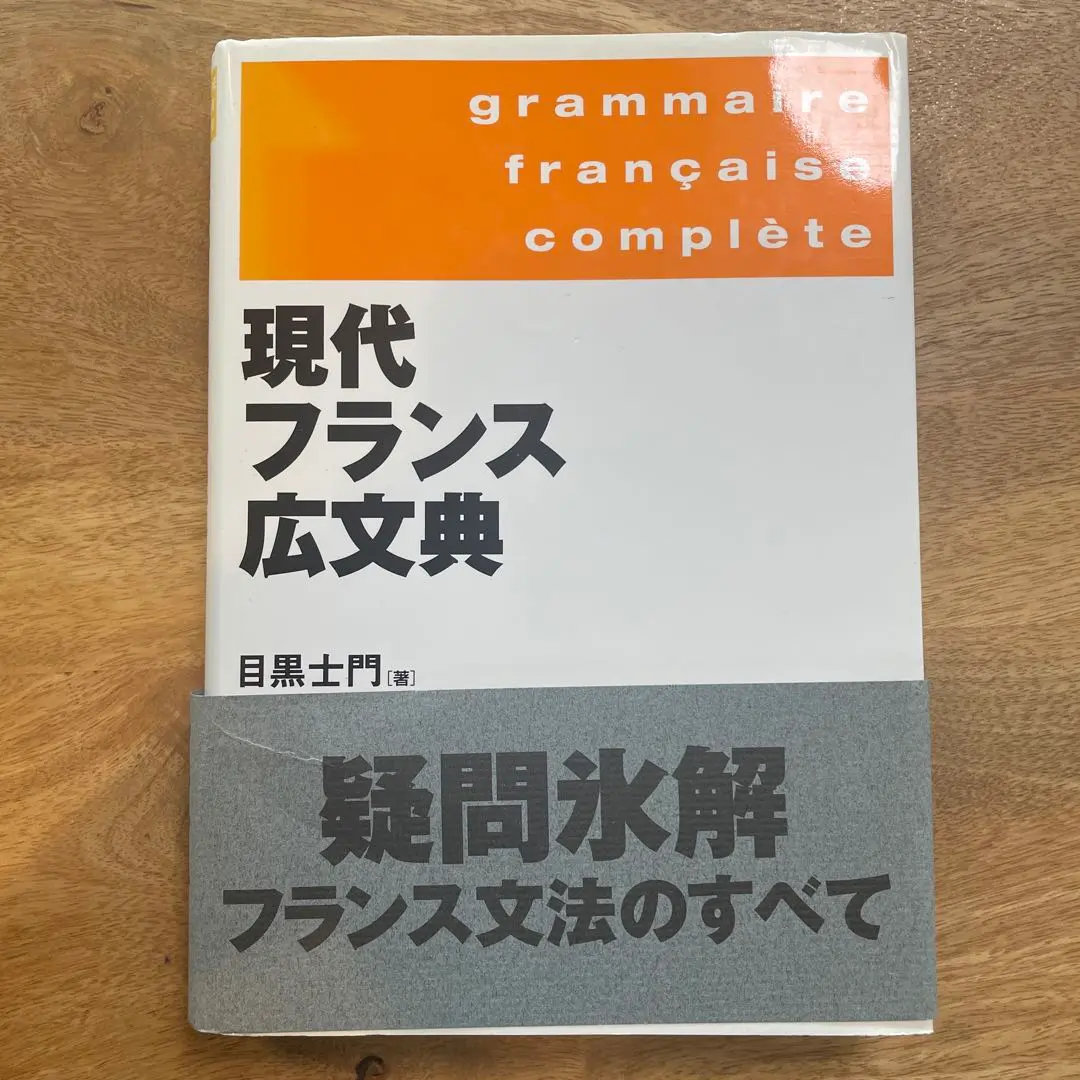 grammaire
française
complète
現代
フランス
広文典
目黒士門[著]
疑問氷解
フランス文法のすべて